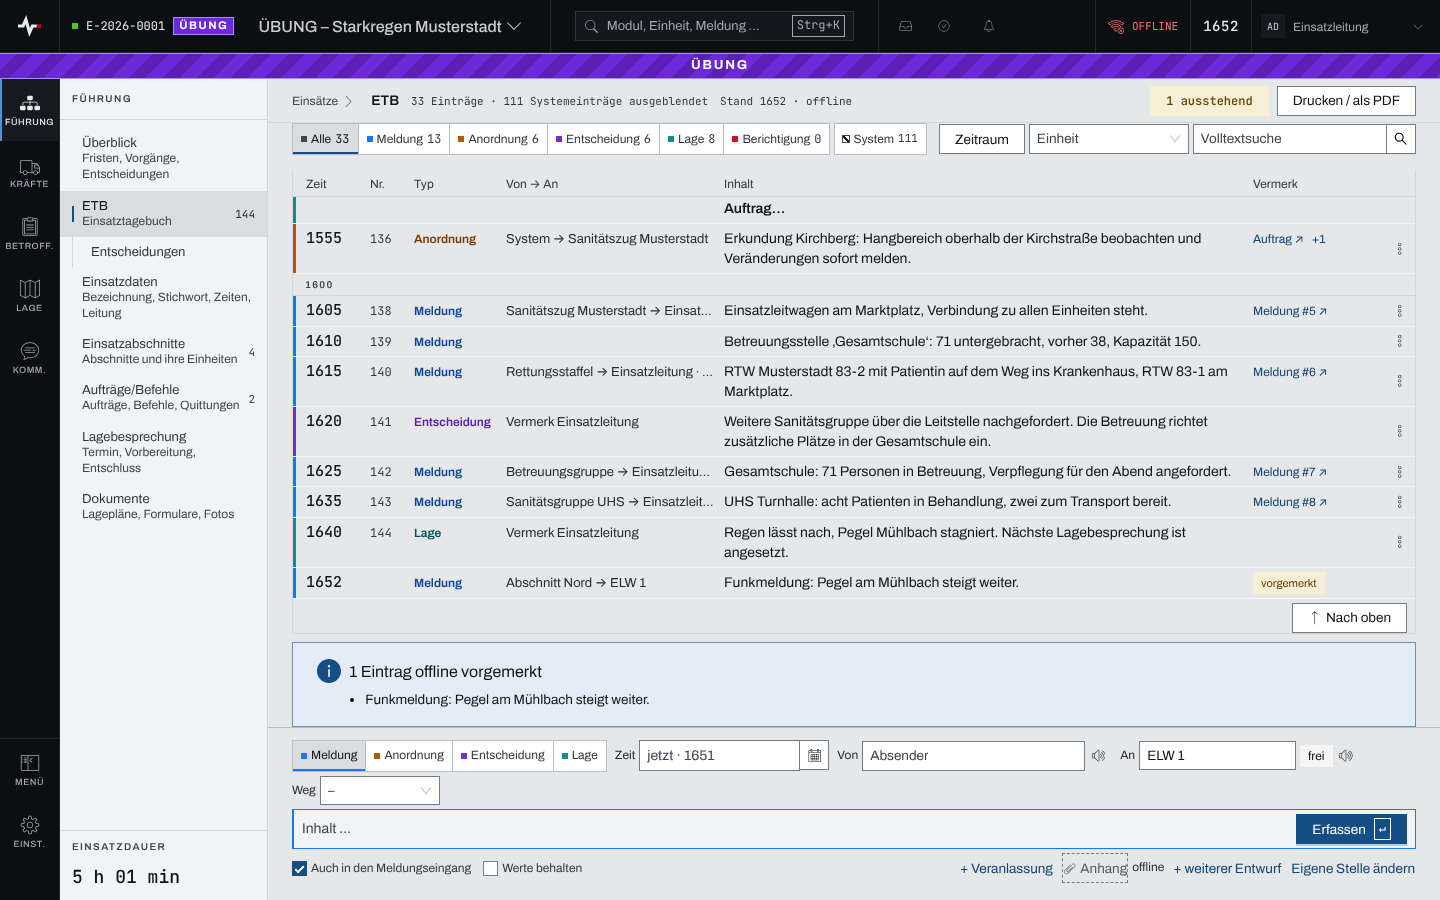 E-2026-0001 ÜBUNG ÜBUNG – Starkregen Musterstadt Modul, Einheit, Meldung ... Strg+K OFFLINE 1652 AD Einsatzleitung
ÜBUNG
FÜHRUNG
KRÄFTE
BETROFF.
LAGE
KOMM.
MENÜ
EINST.
FÜHRUNG
Überblick
Fristen, Vorgänge,
Entscheidungen
ETB
Einsatztagebuch 144
Entscheidungen
Einsatzdaten
Bezeichnung, Stichwort, Zeiten,
Leitung
Einsatzabschnitte
Abschnitte und ihre Einheiten 4
Aufträge/Befehle
Aufträge, Befehle, Quittungen 2
Lagebesprechung
Termin, Vorbereitung,
Entschluss
Dokumente
Lagepläne, Formulare, Fotos
EINSATZDAUER
5 h 01 min
Einsätze ETB 33 Einträge · 111 Systemeinträge ausgeblendet Stand 1652 · offline 1 ausstehend Drucken / als PDF
Alle 33 Meldung 13 Anordnung 6 Entscheidung 6 Lage 8 Berichtigung 0 System 111 Zeitraum Einheit Volltextsuche
Zeit Nr. Typ Von → An Inhalt Vermerk
Auftrag...
1555 136 Anordnung System → Sanitätszug Musterstadt Erkundung Kirchberg: Hangbereich oberhalb der Kirchstraße beobachten und Auftrag ↗ +1
Veränderungen sofort melden.
1600
1605 138 Meldung Sanitätszug Musterstadt → Einsat... Einsatzleitwagen am Marktplatz, Verbindung zu allen Einheiten steht. Meldung #5 ↗
1610 139 Meldung Betreuungsstelle ‚Gesamtschule‘: 71 untergebracht, vorher 38, Kapazität 150.
1615 140 Meldung Rettungsstaffel → Einsatzleitung · ... RTW Musterstadt 83-2 mit Patientin auf dem Weg ins Krankenhaus, RTW 83-1 am Meldung #6 ↗
Marktplatz.
1620 141 Entscheidung Vermerk Einsatzleitung Weitere Sanitätsgruppe über die Leitstelle nachgefordert. Die Betreuung richtet
zusätzliche Plätze in der Gesamtschule ein.
1625 142 Meldung Betreuungsgruppe → Einsatzleitu... Gesamtschule: 71 Personen in Betreuung, Verpflegung für den Abend angefordert. Meldung #7 ↗
1635 143 Meldung Sanitätsgruppe UHS → Einsatzleit... UHS Turnhalle: acht Patienten in Behandlung, zwei zum Transport bereit. Meldung #8 ↗
1640 144 Lage Vermerk Einsatzleitung Regen lässt nach, Pegel Mühlbach stagniert. Nächste Lagebesprechung ist
angesetzt.
1652 Meldung Abschnitt Nord → ELW 1 Funkmeldung: Pegel am Mühlbach steigt weiter. vorgemerkt
↑ Nach oben
1 Eintrag offline vorgemerkt
• Funkmeldung: Pegel am Mühlbach steigt weiter.
Meldung Anordnung Entscheidung Lage Zeit jetzt · 1651 Von Absender An ELW 1 frei
Weg –
Inhalt ... Erfassen ↵
Auch in den Meldungseingang Werte behalten + Veranlassung Anhang offline + weiterer Entwurf Eigene Stelle ändern